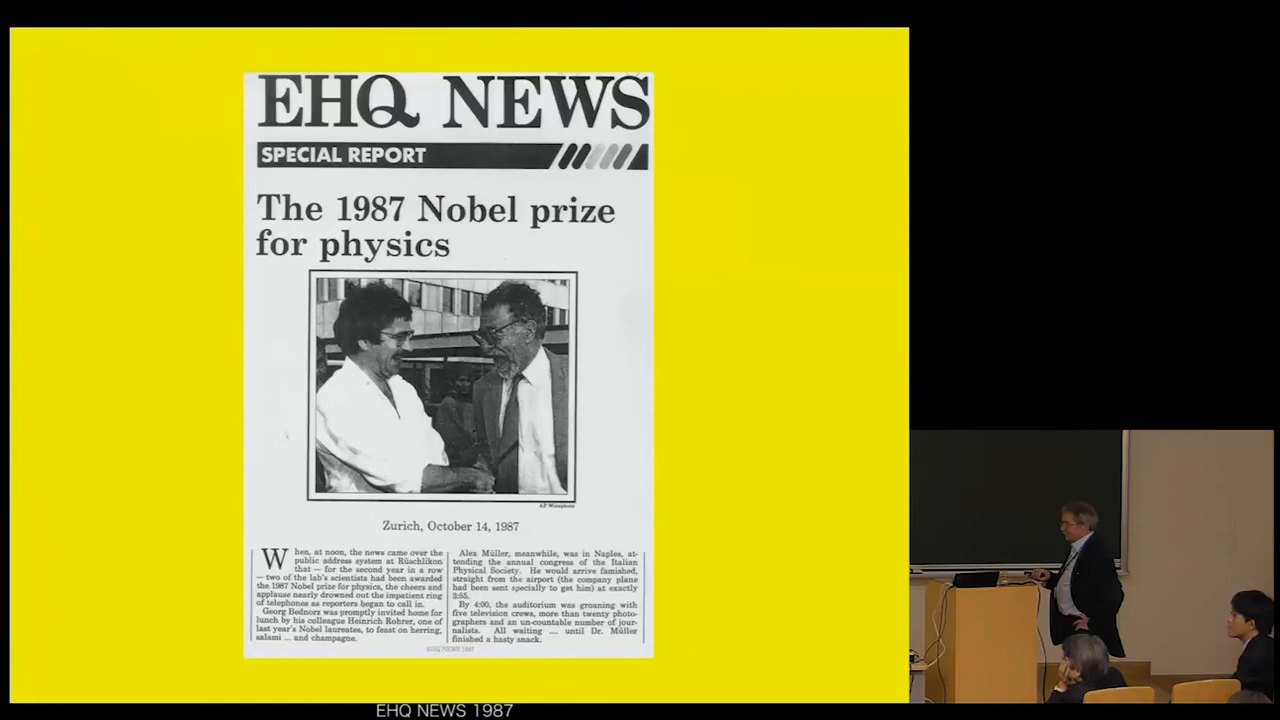 EHQ NEWS
SPECIAL REPORT
The 1987 Nobel prize
for physics
AP Wirephoto
Zurich, October 14, 1987
When, at noon, the news came over the
public address system at Rüschlikon
that – for the second year in a row
– two of the lab's scientists had been awarded
the 1987 Nobel prize for physics, the cheers and
applause nearly drowned out the impatient ring
of telephones as reporters began to call in.
Georg Bednorz was promptly invited home for
lunch by his colleague Heinrich Rohrer, one of
last year's Nobel laureates, to feast on herring,
salami ... and champagne.
Alex Müller, meanwhile, was in Naples, at-
tending the annual congress of the Italian
Physical Society. He would arrive famished,
straight from the airport (the company plane
had been sent specially to get him) at exactly
3:55.
By 4:00, the auditorium was groaning with
five television crews, more than twenty photo-
graphers and an un-countable number of jour-
nalists. All waiting .... until Dr. Müller
finished a hasty snack.
EHQ NEWS 1987
EHQ NEWS 1987